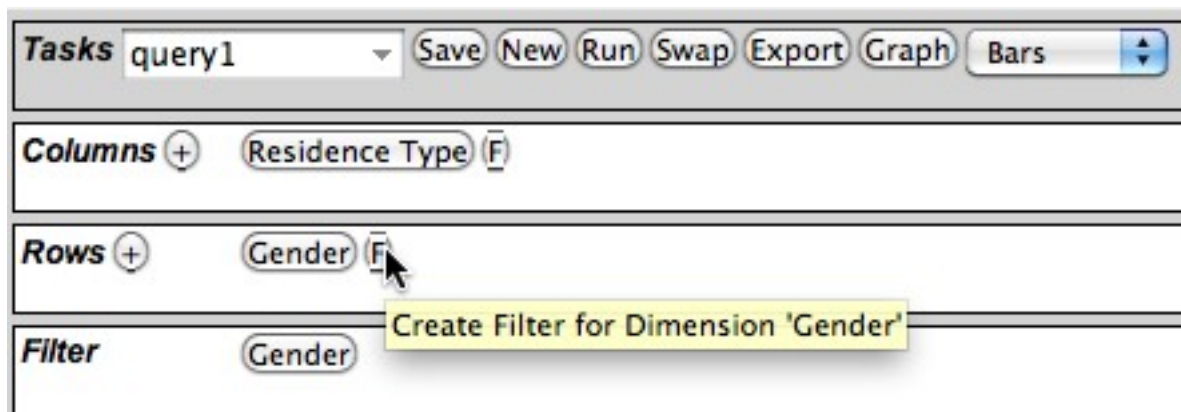 Tasks query1 Save New Run Swap Export Graph Bars
Columns + Residence Type F
Rows + Gender F
Create Filter for Dimension 'Gender'
Filter Gender